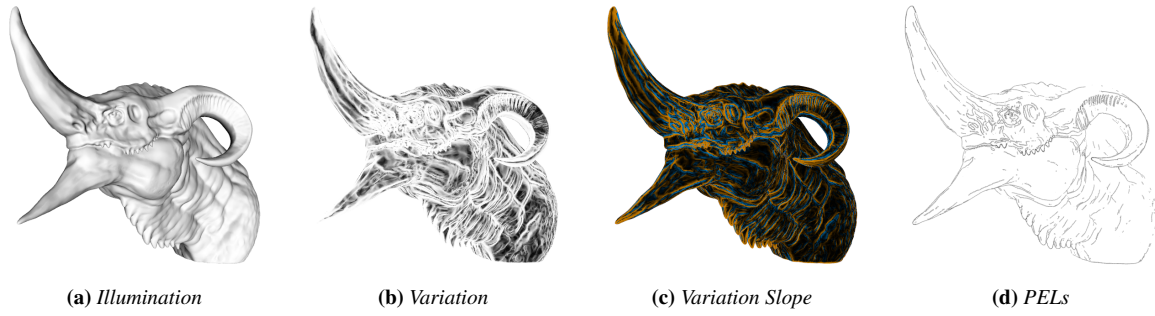 (a) Illumination
(b) Variation
(c) Variation Slope
(d) PELs